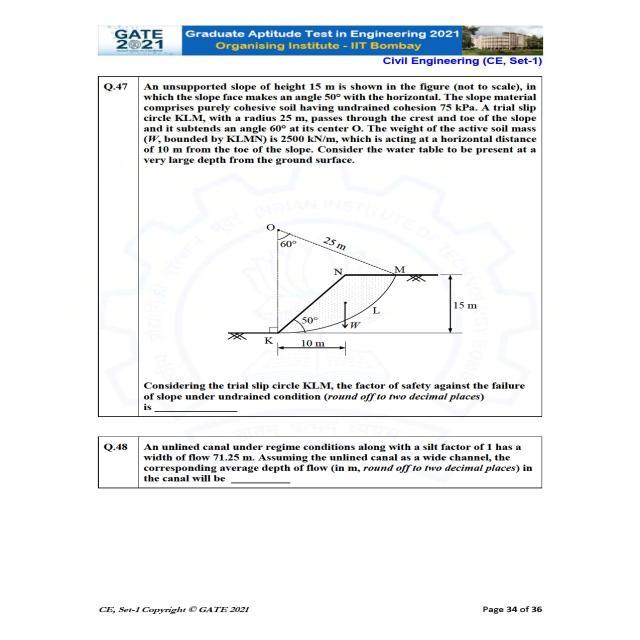 GATE
2021
Graduate Aptitude Test in Engineering 2021
Organising Institute - IIT Bombay
Civil Engineering (CE, Set-1)
Q.47 An unsupported slope of height 15 m is shown in the figure (not to scale), in
which the slope face makes an angle 50° with the horizontal. The slope material
comprises purely cohesive soil having undrained cohesion 75 kPa. A trial slip
circle KLM, with a radius 25 m, passes through the crest and toe of the slope
and it subtends an angle 60° at its center O. The weight of the active soil mass
(W, bounded by KLMN) is 2500 kN/m, which is acting at a horizontal distance
of 10 m from the toe of the slope. Consider the water table to be present at a
very large depth from the ground surface.
O
60°
25 m
N
M
15 m
L
50°
W
K
10 m
Considering the trial slip circle KLM, the factor of safety against the failure
of slope under undrained condition (round off to two decimal places)
is ____________
Q.48 An unlined canal under regime conditions along with a silt factor of 1 has a
width of flow 71.25 m. Assuming the unlined canal as a wide channel, the
corresponding average depth of flow (in m, round off to two decimal places) in
the canal will be __________
CE, Set-1 Copyright © GATE 2021
Page 34 of 36